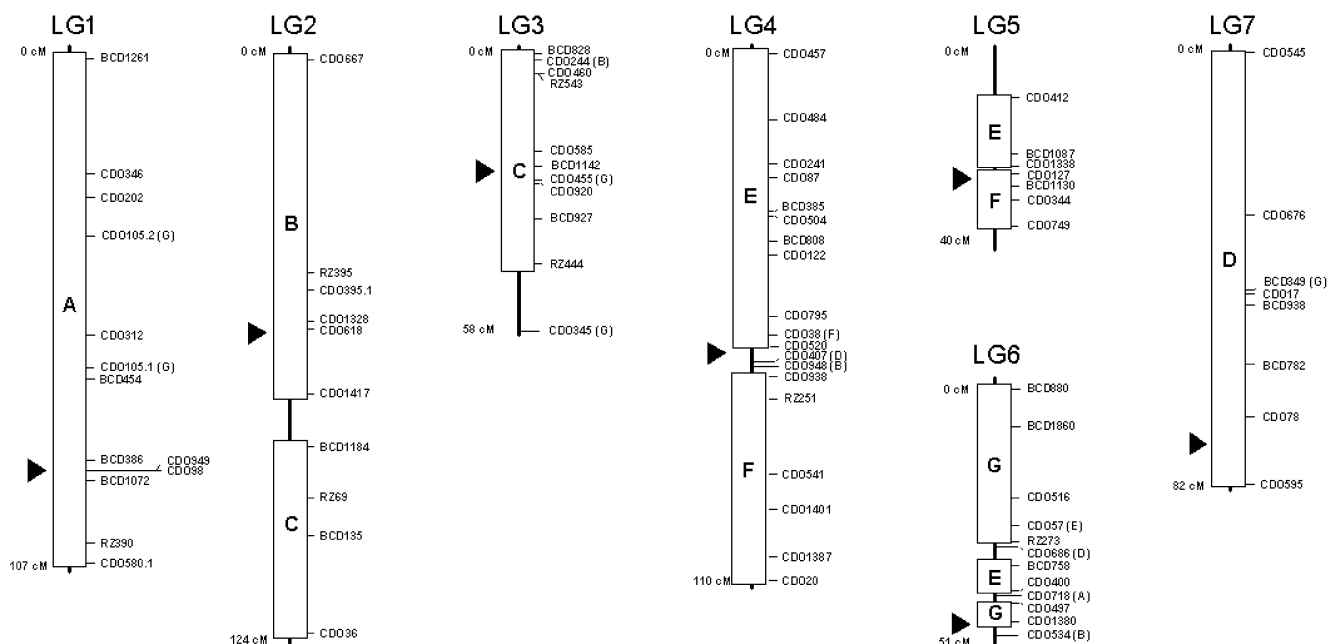 LG1
0 cM
BCD1261
CDO346
CDO202
CDO105.2 (G)
A
CDO312
CDO105.1 (G)
BCD454
BCD386
CDO949
CDO98
BCD1072
RZ390
107 cM
CDO580.1
LG2
0 cM
CDO667
B
RZ395
CDO395.1
CDO1328
CDO618
CDO1417
BCD1184
RZ69
C
BCD135
124 cM
CDO36
LG3
0 cM
BCD828
CDO244 (B)
CDO460
RZ543
CDO585
BCD1142
C
CDO455 (G)
CDO920
BCD927
RZ444
58 cM
CDO345 (G)
LG4
0 cM
CDO457
CDO484
CDO241
CDO87
E
BCD385
CDO504
BCD808
CDO122
CDO795
CDO38 (F)
CDO520
CDO407 (D)
CDO948 (B)
CDO938
RZ251
F
CDO541
CDO1401
CDO1387
110 cM
CDO20
LG5
0 cM
CDO412
E
BCD1087
CDO1338
CDO127
BCD1130
F
CDO344
CDO749
40 cM
LG6
0 cM
BCD880
BCD1860
G
CDO516
CDO57 (E)
RZ273
CDO686 (D)
BCD758
E
CDO400
CDO718 (A)
CDO497
G
CDO1380
CDO534 (B)
51 cM
LG7
0 cM
CDO545
CDO676
D
BCD349 (G)
CDO17
BCD938
BCD782
CDO78
82 cM
CDO595